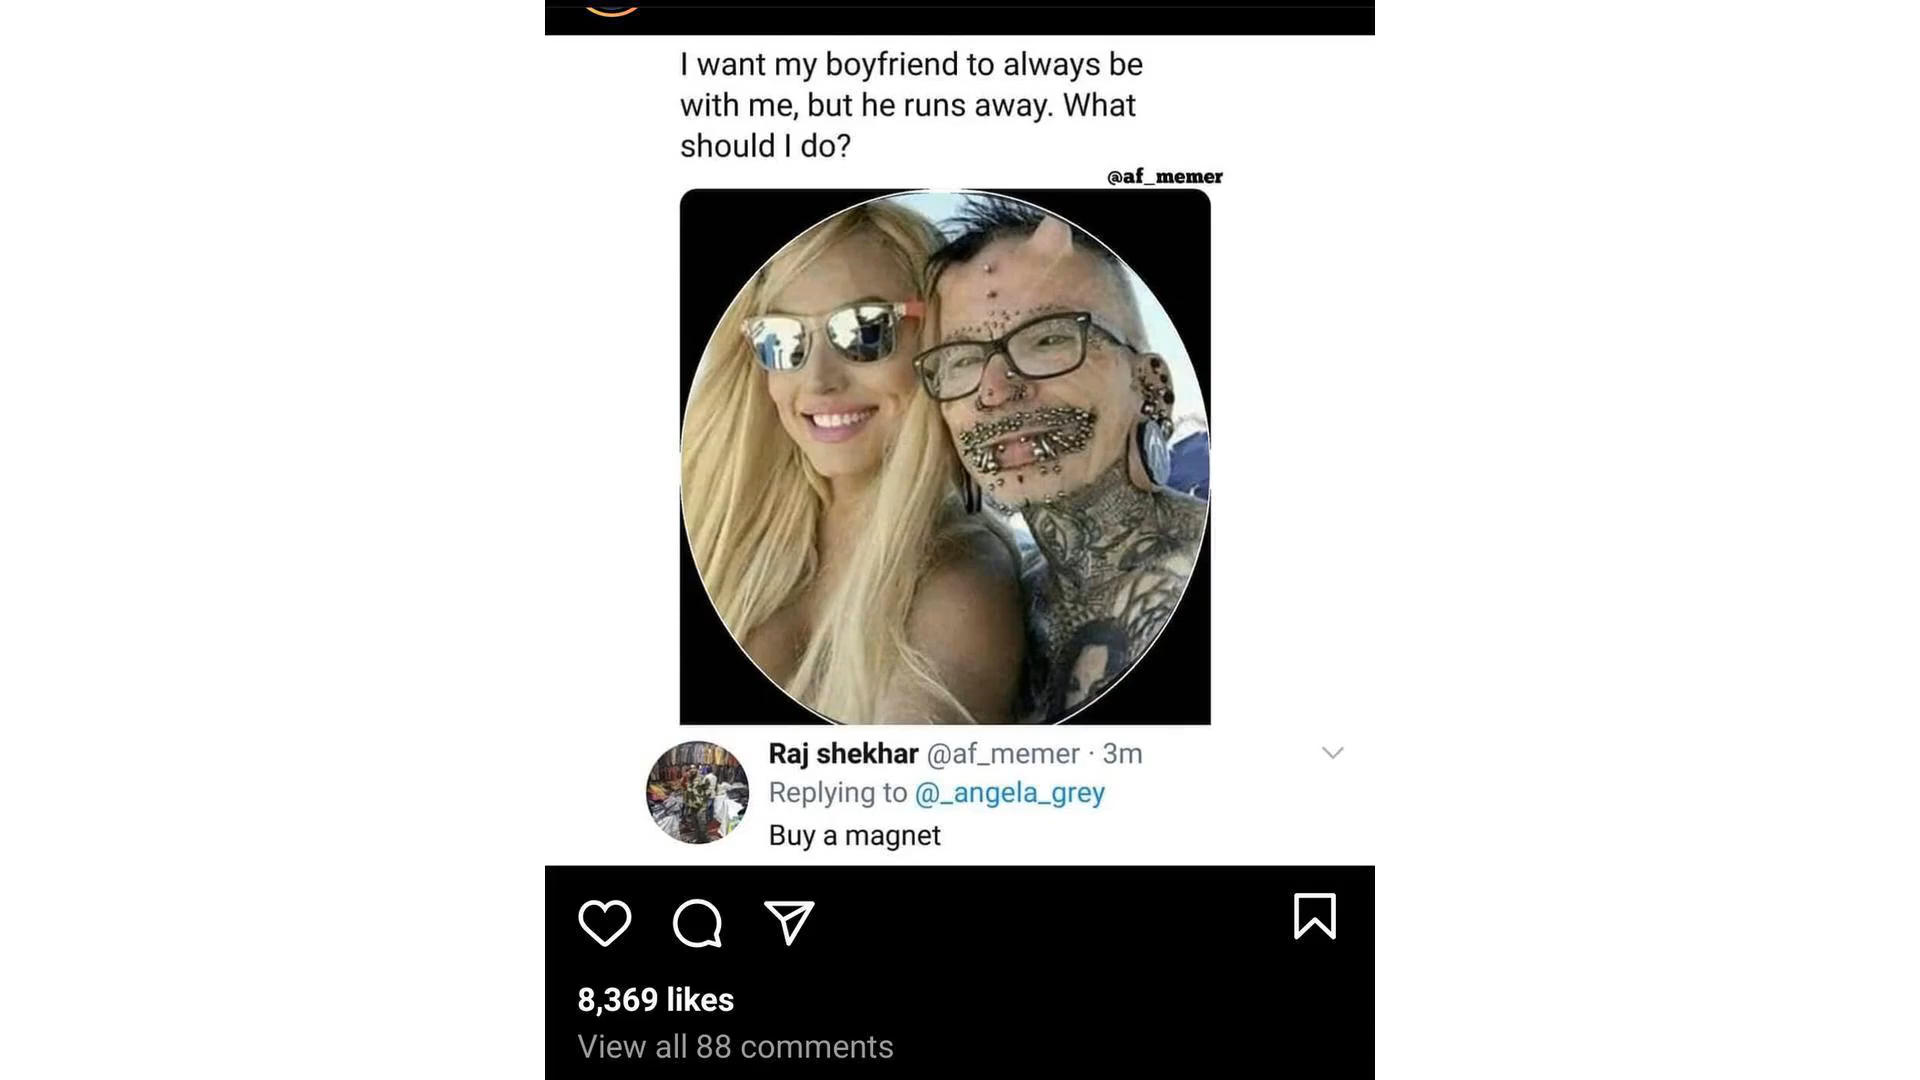 I want my boyfriend to always be
with me, but he runs away. What
should I do?
@af_memer
Raj shekhar @af_memer · 3m
Replying to @_angela_grey
Buy a magnet
8,369 likes
View all 88 comments